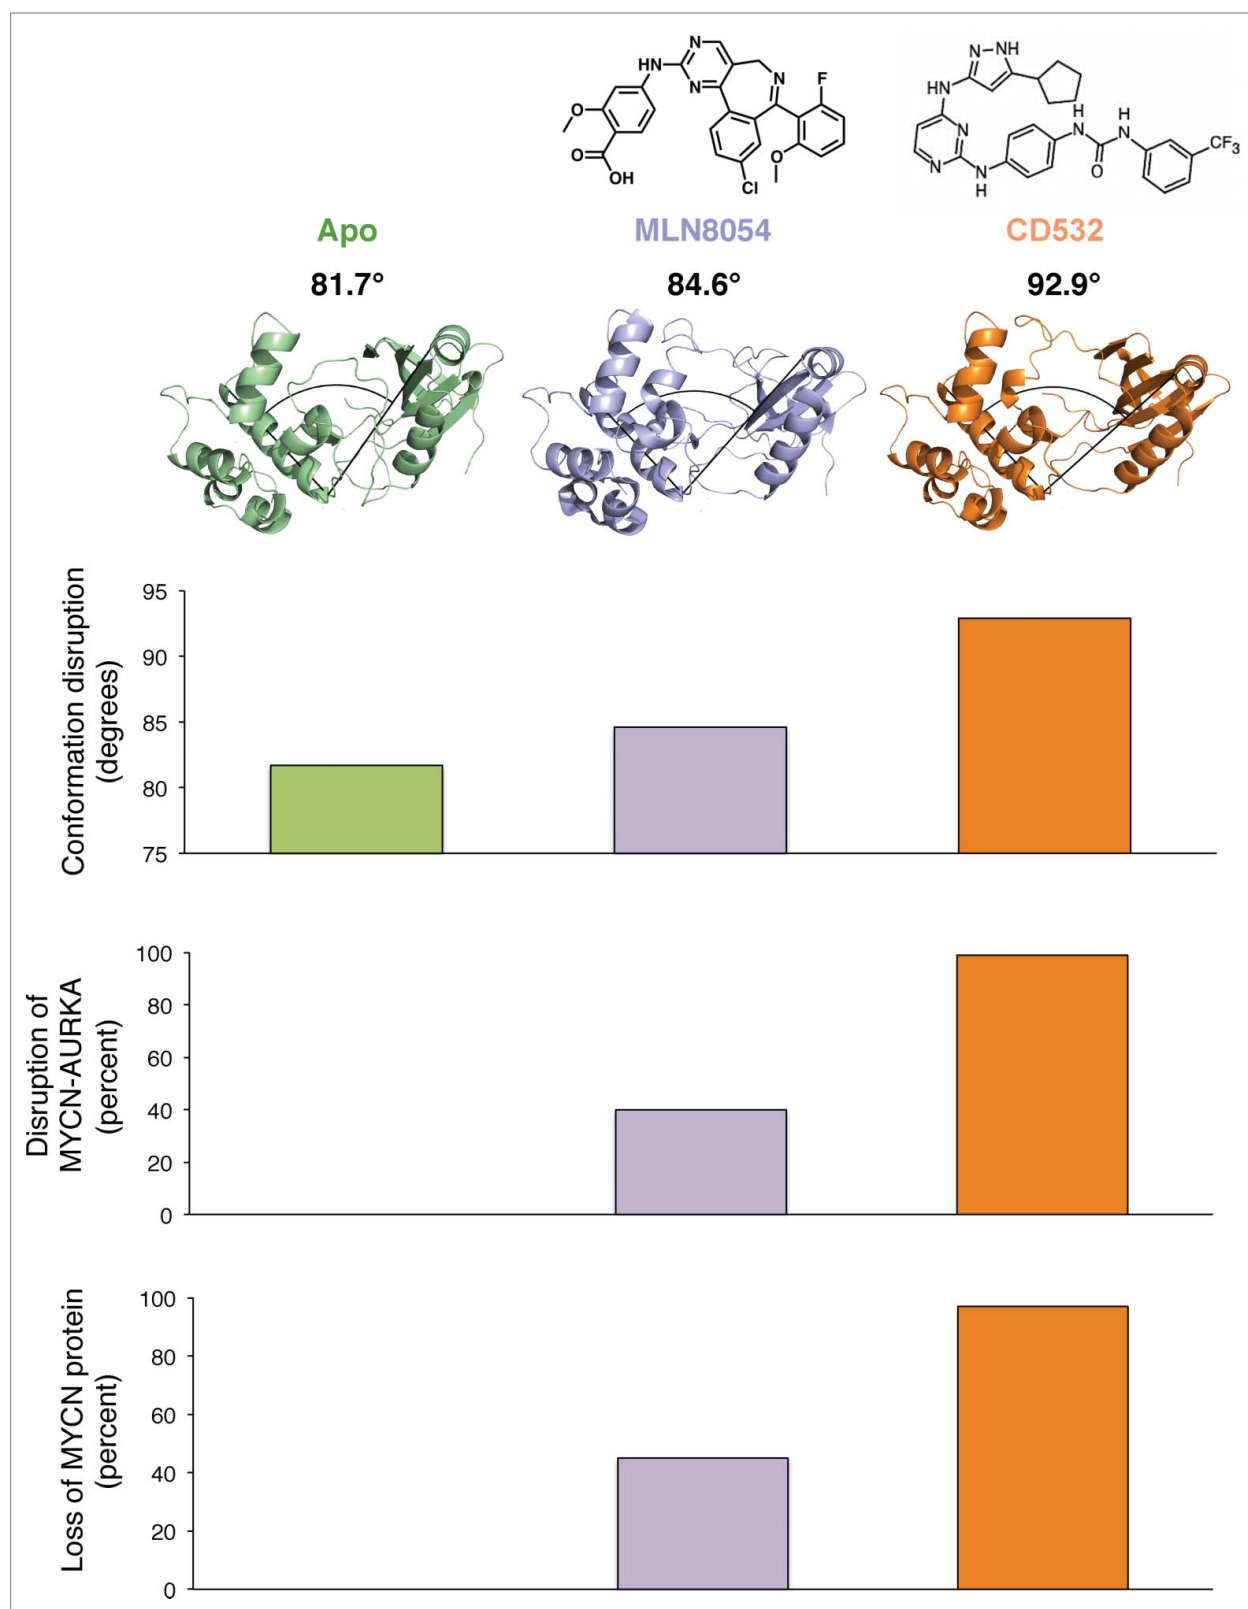 N
HN
N
N
F
O
O
OH
Cl
O
N NH
HN
N
N
N
H
H
N
O
H
N
CF3
Apo MLN8054 CD532
81.7° 84.6° 92.9°
Conformation disruption
(degrees)
95
90
85
80
75
Disruption of
MYCN-AURKA
(percent)
100
80
60
40
20
0
Loss of MYCN protein
(percent)
100
80
60
40
20
0